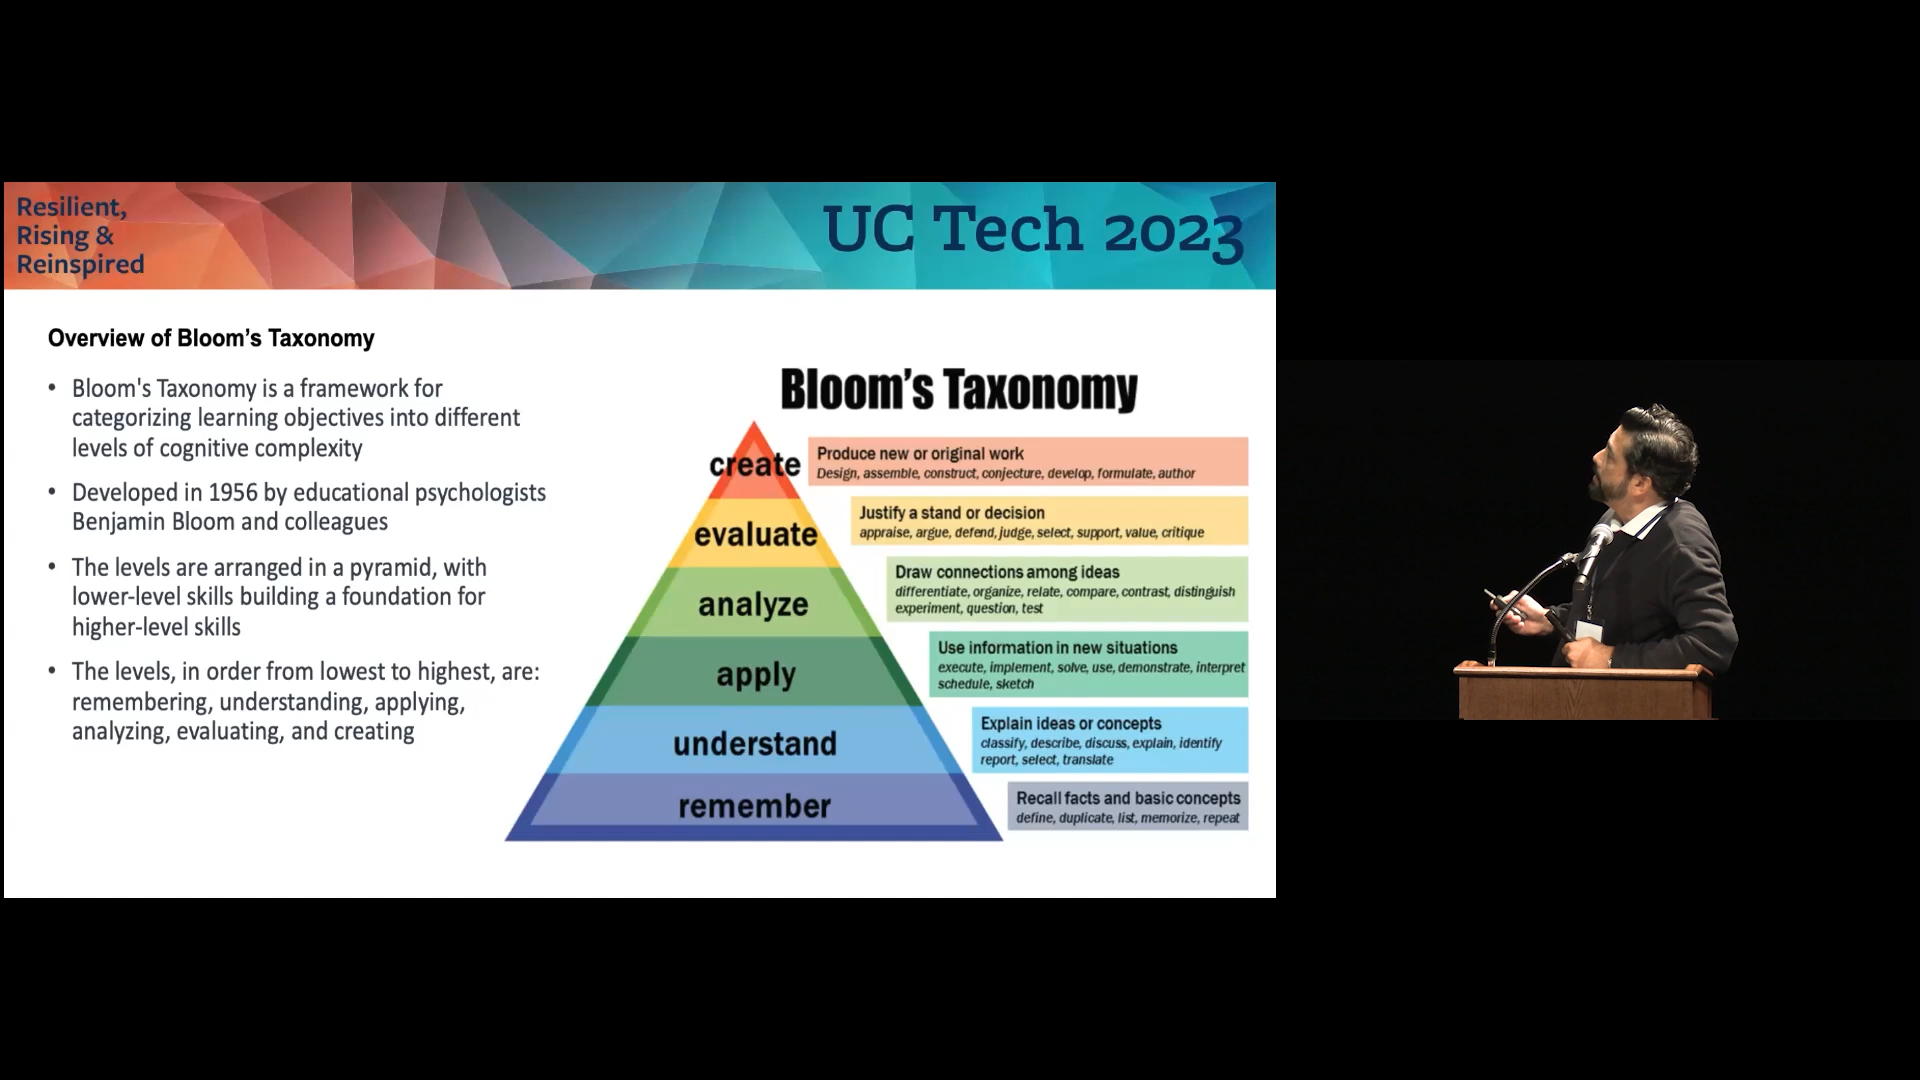 Resilient,
Rising &
Reinspired
UC Tech 2023
Overview of Bloom's Taxonomy
• Bloom's Taxonomy is a framework for
categorizing learning objectives into different
levels of cognitive complexity
• Developed in 1956 by educational psychologists
Benjamin Bloom and colleagues
• The levels are arranged in a pyramid, with
lower-level skills building a foundation for
higher-level skills
• The levels, in order from lowest to highest, are:
remembering, understanding, applying,
analyzing, evaluating, and creating
Bloom's Taxonomy
create
Produce new or original work
Design, assemble, construct, conjecture, develop, formulate, author
evaluate
Justify a stand or decision
appraise, argue, defend, judge, select, support, value, critique
analyze
Draw connections among ideas
differentiate, organize, relate, compare, contrast, distinguish
experiment, question, test
apply
Use information in new situations
execute, implement, solve, use, demonstrate, interpret
schedule, sketch
understand
Explain ideas or concepts
classify, describe, discuss, explain, identify
report, select, translate
remember
Recall facts and basic concepts
define, duplicate, list, memorize, repeat